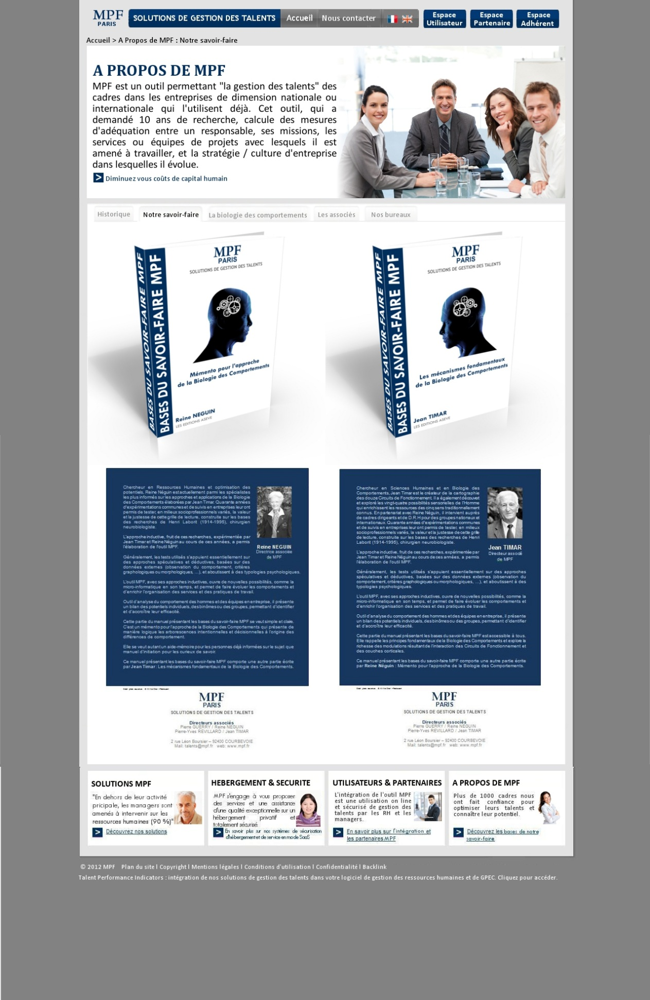 MPF
PARIS
SOLUTIONS DE GESTION DES TALENTS
Accueil
Nous contacter
Espace
Utilisateur
Espace
Partenaire
Espace
Adhérent
Accueil > A Propos de MPF : Notre savoir-faire
A PROPOS DE MPF
MPF est un outil permettant "la gestion des talents" des
cadres dans les entreprises de dimension nationale ou
internationale qui l'utilisent déjà. Cet outil, qui a
demandé 10 ans de recherche, calcule des mesures
d'adéquation entre un responsable, ses missions, les
services ou équipes de projets avec lesquels il est
amené à travailler, et la stratégie / culture d'entreprise
dans lesquelles il évolue.
> Diminuez vous coûts de capital humain
Historique
Notre savoir-faire
La biologie des comportements
Les associés
Nos bureaux
BASES DU SAVOIR-FAIRE MPF
BASES DU SAVOIR-FAIRE MPF
MPF
PARIS
SOLUTIONS DE GESTION DES TALENTS
Mémento pour l'approche
de la Biologie des Comportements
Reine NEGUIN
LES EDITIONS ASEVE
BASES DU SAVOIR-FAIRE MPF
BASES DU SAVOIR-FAIRE MPF
MPF
PARIS
SOLUTIONS DE GESTION DES TALENTS
Les mécanismes fondamentaux
de la Biologie des Comportements
Jean TIMAR
LES EDITIONS ASEVE
Chercheur en Ressources Humaines et optimisation des
potentiels, Reine Néguin est actuellement parmi les spécialistes
les plus informés sur les approches et applications de la Biologie
des Comportements élaborées par Jean Timar. Quarante années
d'expérimentations communes et de suivis en entreprises leur ont
permis de tester, en milieux socioprofessionnels variés, la valeur
et la justesse de cette grille de lecture, construite sur les bases
des recherches de Henri Laborit (1914-1995), chirurgien
neurobiologiste.
L'approche inductive, fruit de ces recherches, expérimentée par
Jean Timar et Reine Néguin au cours de ces années, a permis
l'élaboration de l'outil MPF.
Reine NEGUIN
Directrice associée
de MPF
Généralement, les tests utilisés s'appuient essentiellement sur
des approches spéculatives et déductives, basées sur des
données externes (observation du comportement, critères
graphologiques ou morphologiques, ...), et aboutissent à des typologies psychologiques.
L'outil MPF, avec ses approches inductives, ouvre de nouvelles possibilités, comme la
micro-informatique en son temps, et permet de faire évoluer les comportements et
d'enrichir l'organisation des services et des pratiques de travail.
Outil d'analyse du comportement des hommes et des équipes en entreprise, il présente
un bilan des potentiels individuels, des binômes ou des groupes, permettant d'identifier
et d'accroître leur efficacité.
Cette partie du manuel présentant les bases du savoir-faire MPF se veut simple et claire.
C'est un mémento pour l'approche de la Biologie des Comportements qui présente de
manière logique les arborescences intentionnelles et décisionnelles à l'origine des
différences de comportement.
Elle se veut autant un aide-mémoire pour les personnes déjà informées sur le sujet que
manuel d'initiation pour les curieux de savoir.
Ce manuel présentant les bases du savoir-faire MPF comporte une autre partie écrite
par Jean Timar : Les mécanismes fondamentaux de la Biologie des Comportements.
Chercheur en Sciences Humaines et en Biologie des
Comportements, Jean Timar est le créateur de la cartographie
des douze Circuits de Fonctionnement. Il a également découvert
et exploré les vingt-quatre possibilités sensorielles de l'Homme
qui enrichissent les ressources des cinq sens traditionnellement
connus. En partenariat avec Reine Néguin, il intervient auprès
de cadres dirigeants et de D.R.H pour des groupes nationaux et
internationaux. Quarante années d'expérimentations communes
et de suivis en entreprises leur ont permis de tester, en milieux
socioprofessionnels variés, la valeur et la justesse de cette grille
de lecture, construite sur les bases des recherches de Henri
Laborit (1914-1995), chirurgien neurobiologiste.
Jean TIMAR
Directeur associé
de MPF
L'approche inductive, fruit de ces recherches, expérimentée par
Jean Timar et Reine Néguin au cours de ces années, a permis
l'élaboration de l'outil MPF.
Généralement, les tests utilisés s'appuient essentiellement sur des approches
spéculatives et déductives, basées sur des données externes (observation du
comportement, critères graphologiques ou morphologiques, ...), et aboutissent à des
typologies psychologiques.
L'outil MPF, avec ses approches inductives, ouvre de nouvelles possibilités, comme la
micro-informatique en son temps, et permet de faire évoluer les comportements et
d'enrichir l'organisation des services et des pratiques de travail.
Outil d'analyse du comportement des hommes et des équipes en entreprise, il présente
un bilan des potentiels individuels, des binômes ou des groupes, permettant d'identifier
et d'accroître leur efficacité.
Cette partie du manuel présentant les bases du savoir-faire MPF est accessible à tous.
Elle rappelle les principes fondamentaux de la Biologie des Comportements et explore la
richesse des modulations résultant de l'interaction des Circuits de Fonctionnement et
des couches corticales.
Ce manuel présentant les bases du savoir-faire MPF comporte une autre partie écrite
par Reine Néguin : Mémento pour l'approche de la Biologie des Comportements.
MPF
PARIS
SOLUTIONS DE GESTION DES TALENTS
Directeurs associés
Pierre GUERRY / Reine NEGUIN
Pierre-Yves REVILLARD / Jean TIMAR
2 rue Léon Boursier – 92400 COURBEVOIE
Mail: talents@mpf.fr web: www.mpf.fr
MPF
PARIS
SOLUTIONS DE GESTION DES TALENTS
Directeurs associés
Pierre GUERRY / Reine NEGUIN
Pierre-Yves REVILLARD / Jean TIMAR
2 rue Léon Boursier – 92400 COURBEVOIE
Mail: talents@mpf.fr web: www.mpf.fr
SOLUTIONS MPF
"En dehors de leur activité
pricipale, les managers sont
amenés à intervenir sur les
ressources humaines (90 %)"
> Découvrez nos solutions
HEBERGEMENT & SECURITE
MPF s'engage à vous proposer
des services et une assistance
d'une qualité exceptionnelle sur un
hébergement privatif et
totalement sécurisé.
> En savoir plus sur nos systèmes de sécurisation
d'hébergement et de service en mode SaaS
UTILISATEURS & PARTENAIRES
L'intégration de l'outil MPF
est une utilisation on line
et sécurisé de gestion des
talents par les RH et les
managers.
> En savoir plus sur l'intégration et
les partenaires MPF
A PROPOS DE MPF
Plus de 1000 cadres nous
ont fait confiance pour
optimiser leurs talents et
connaître leur potentiel.
> Découvrez les bases de notre
savoir-faire
© 2012 MPF Plan du site l Copyright l Mentions légales l Conditions d'utilisation l Confidentialité l Backlink
Talent Performance Indicators : intégration de nos solutions de gestion des talents dans votre logiciel de gestion des ressources humaines et de GPEC. Cliquez pour accéder.